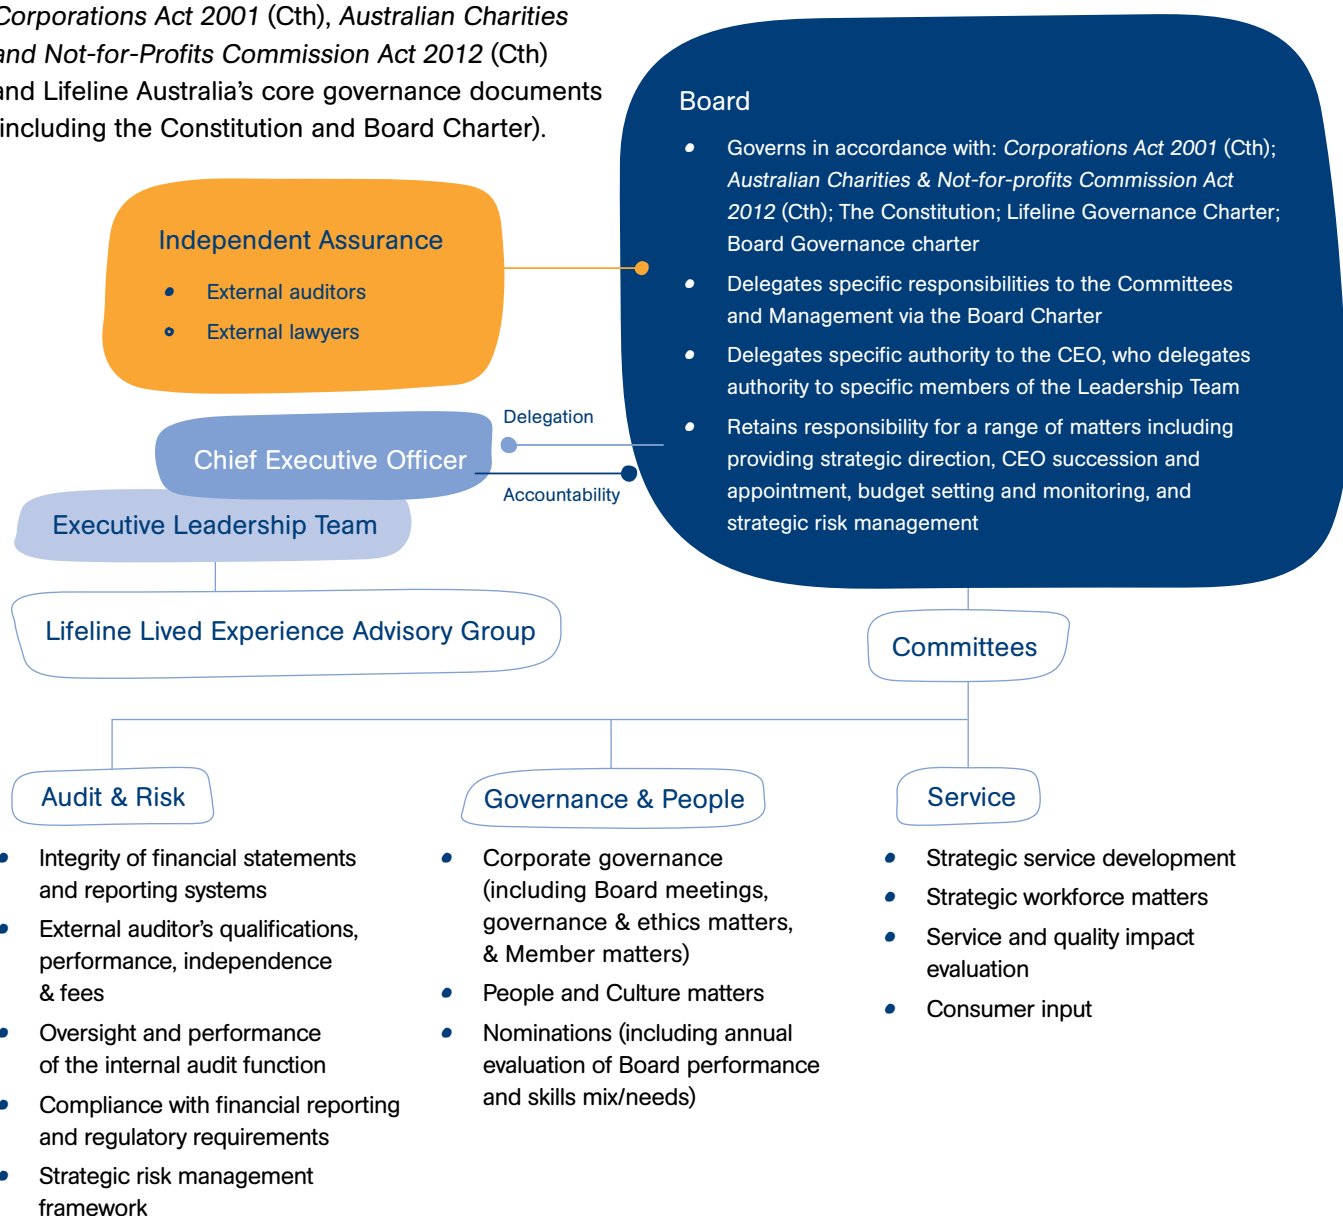 Corporations Act 2001 (Cth), Australian Charities
and Not-for-Profits Commission Act 2012 (Cth)
and Lifeline Australia’s core governance documents
(including the Constitution and Board Charter).
Independent Assurance
• External auditors
• External lawyers
Board
• Governs in accordance with: Corporations Act 2001 (Cth);
Australian Charities & Not-for-profits Commission Act
2012 (Cth); The Constitution; Lifeline Governance Charter;
Board Governance charter
• Delegates specific responsibilities to the Committees
and Management via the Board Charter
• Delegates specific authority to the CEO, who delegates
authority to specific members of the Leadership Team
• Retains responsibility for a range of matters including
providing strategic direction, CEO succession and
appointment, budget setting and monitoring, and
strategic risk management
Delegation
Chief Executive Officer
Accountability
Executive Leadership Team
Lifeline Lived Experience Advisory Group
Committees
Audit & Risk
• Integrity of financial statements
and reporting systems
• External auditor’s qualifications,
performance, independence
& fees
• Oversight and performance
of the internal audit function
• Compliance with financial reporting
and regulatory requirements
• Strategic risk management
framework
Governance & People
• Corporate governance
(including Board meetings,
governance & ethics matters,
& Member matters)
• People and Culture matters
• Nominations (including annual
evaluation of Board performance
and skills mix/needs)
Service
• Strategic service development
• Strategic workforce matters
• Service and quality impact
evaluation
• Consumer input